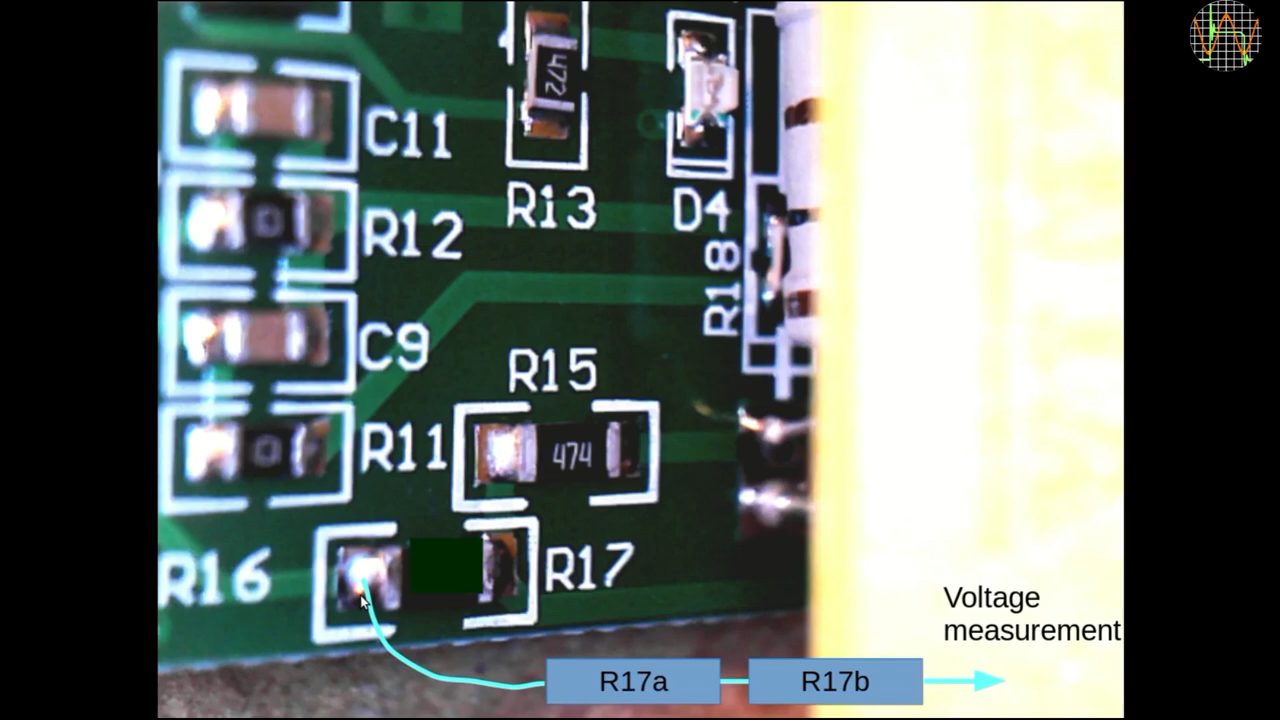 472
C11
R13
D4
R12
R18
C9
R15
R11
474
R16
R17
Voltage
measurement
R17a
R17b